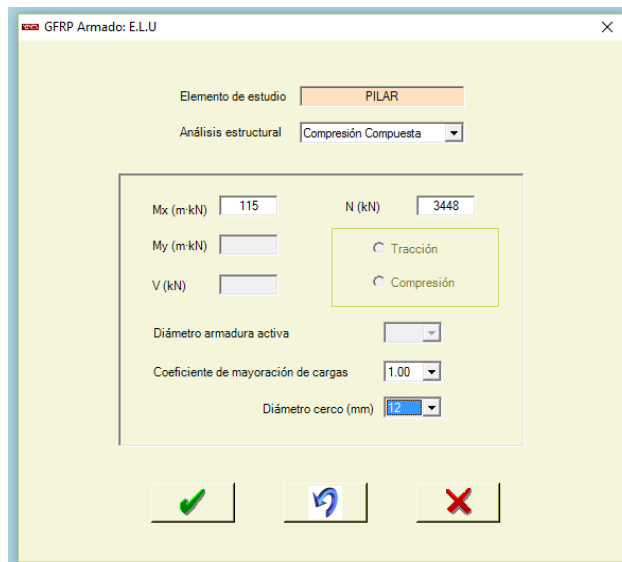 GFRP Armado: E.L.U
Elemento de estudio PILAR
Análisis estructural Compresión Compuesta
Mx (m·kN) 115 N (kN) 3448
My (m·kN)
Tracción
V (kN)
Compresión
Diámetro armadura activa
Coeficiente de mayoración de cargas 1.00
Diámetro cerco (mm) 12